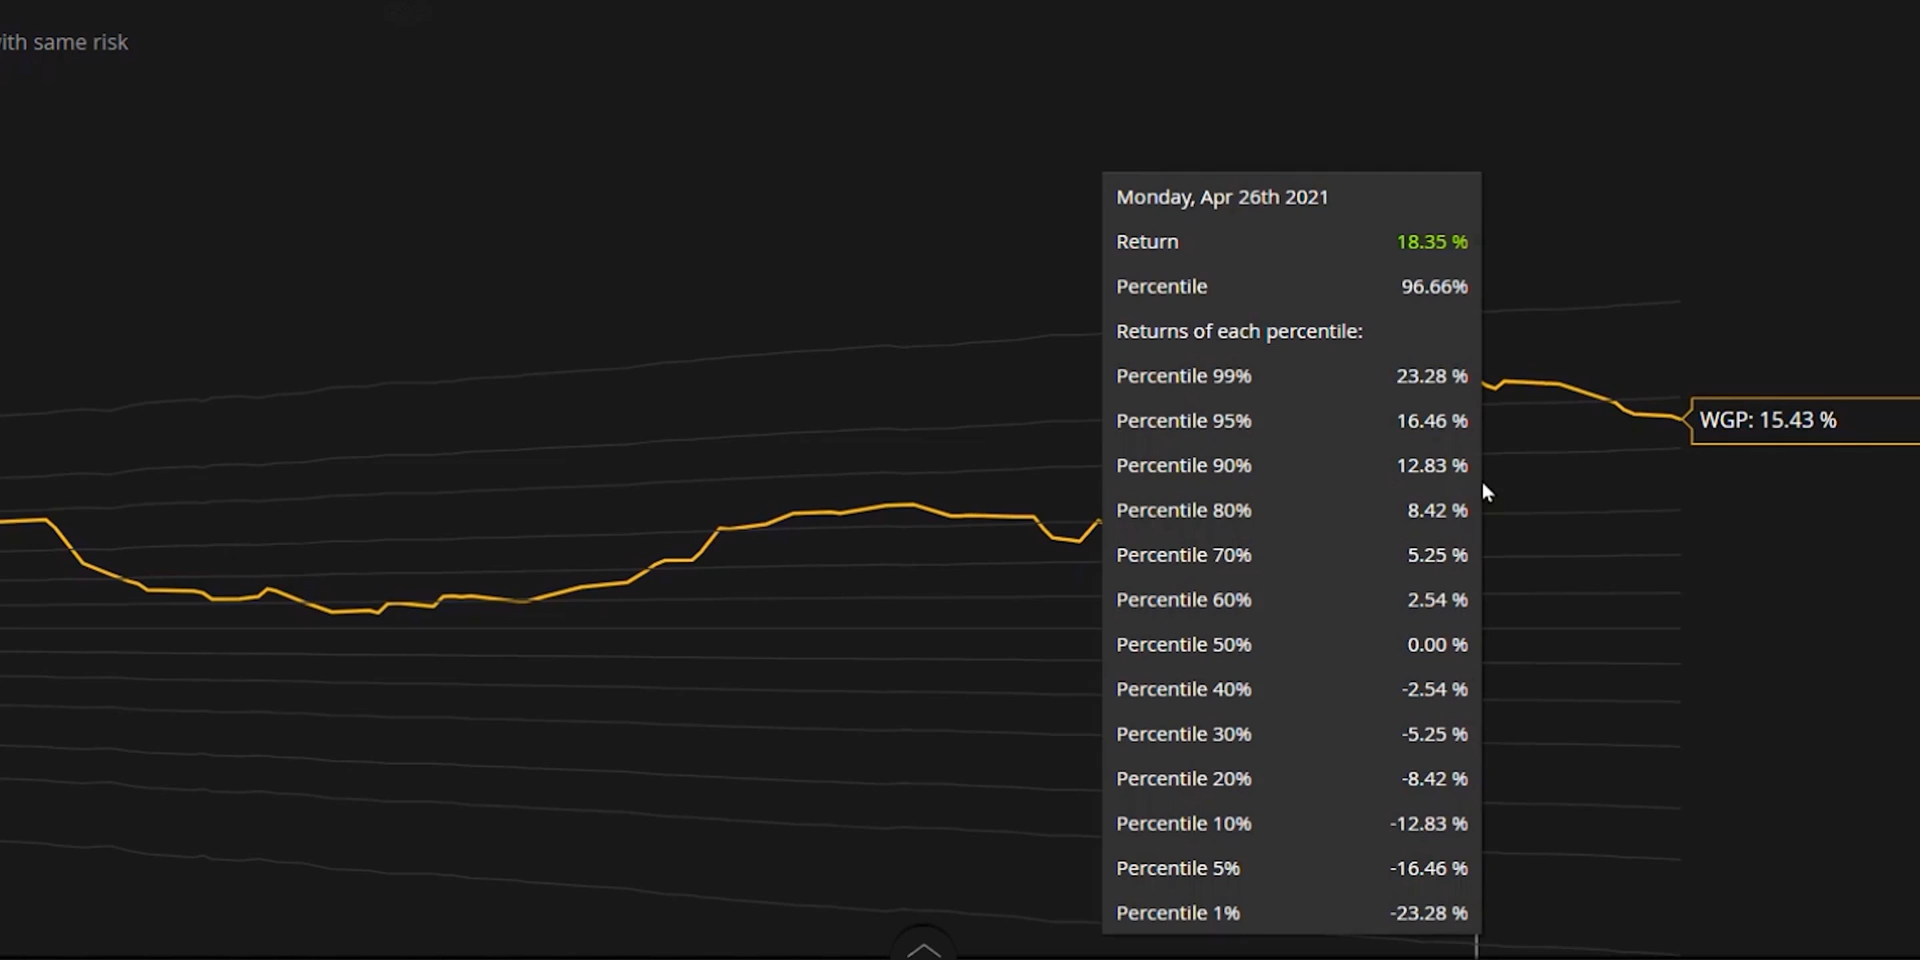 ith same risk
Monday, Apr 26th 2021
Return 18.35 %
Percentile 96.66%
Returns of each percentile:
Percentile 99% 23.28 %
Percentile 95% 16.46 %
Percentile 90% 12.83 %
Percentile 80% 8.42 %
Percentile 70% 5.25 %
Percentile 60% 2.54 %
Percentile 50% 0.00 %
Percentile 40% -2.54 %
Percentile 30% -5.25 %
Percentile 20% -8.42 %
Percentile 10% -12.83 %
Percentile 5% -16.46 %
Percentile 1% -23.28 %
WGP: 15.43 %